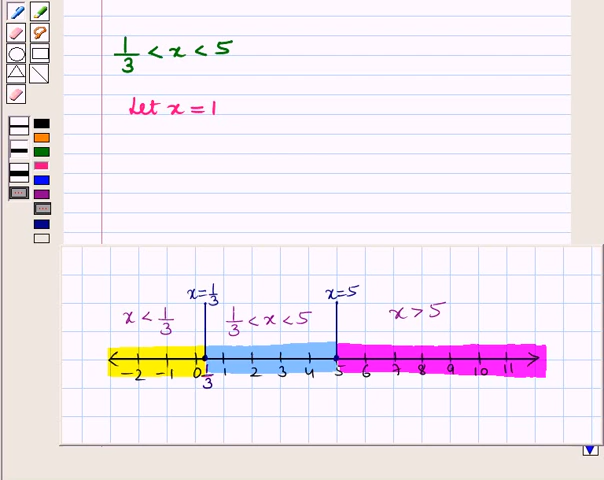 1/3 < x < 5
Let x = 1
x = 1/3
x = 5
x < 1/3
1/3 < x < 5
x > 5
-2 -1 0 1/3 1 2 3 4 5 6 7 8 9 10 11